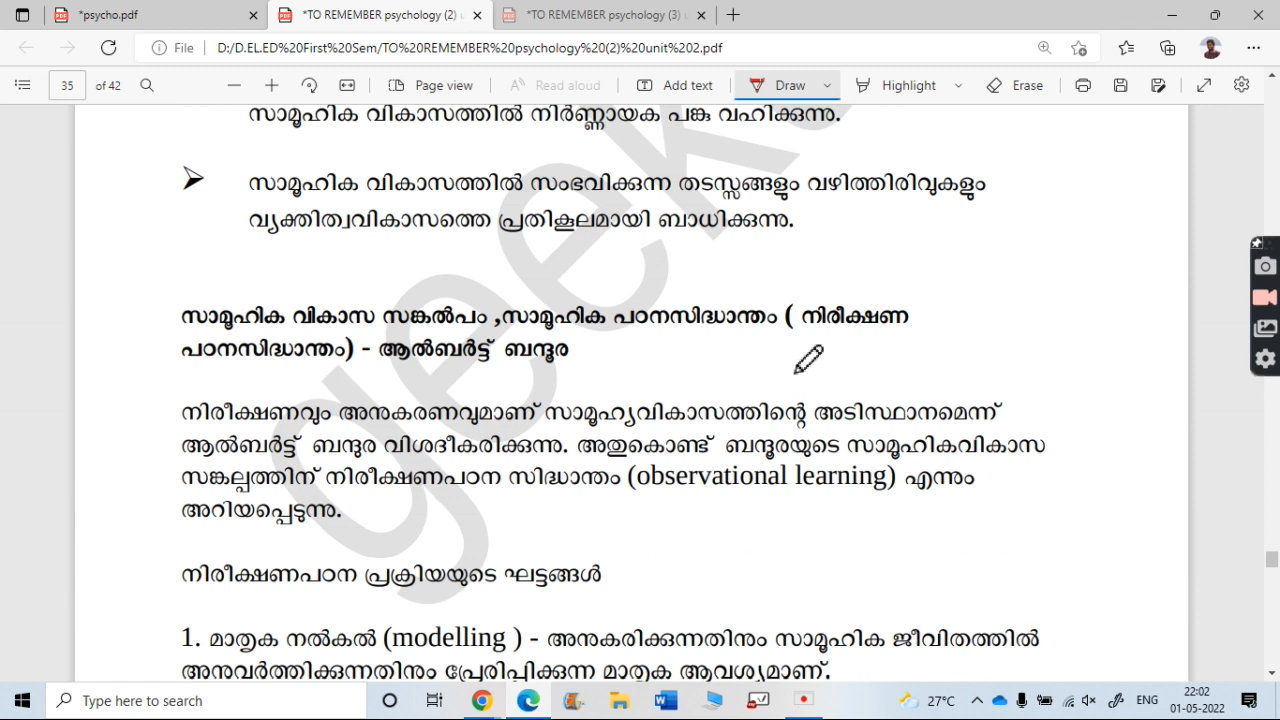 *psycho.pdf
*TO REMEMBER psychology (2) u
*TO REMEMBER psychology (3) u
File D:/D.EL.ED%20First%20Sem/TO%20REMEMBER%20psychology%20(2)%20unit%202.pdf
35 of 42 Page view Read aloud Add text Draw Highlight Erase
സാമൂഹിക വികാസത്തിൽ നിർണ്ണായക പങ്കു വഹിക്കുന്നു.
➢ സാമൂഹിക വികാസത്തിൽ സംഭവിക്കുന്ന തടസ്സങ്ങളും വഴിത്തിരിവുകളും
വ്യക്തിത്വവികാസത്തെ പ്രതികൂലമായി ബാധിക്കുന്നു.
സാമൂഹിക വികാസ സങ്കൽപം ,സാമൂഹിക പഠനസിദ്ധാന്തം ( നിരീക്ഷണ
പഠനസിദ്ധാന്തം) - ആൽബർട്ട് ബന്ദൂര
നിരീക്ഷണവും അനുകരണവുമാണ് സാമൂഹ്യവികാസത്തിന്റെ അടിസ്ഥാനമെന്ന്
ആൽബർട്ട് ബന്ദുര വിശദീകരിക്കുന്നു. അതുകൊണ്ട് ബന്ദൂരയുടെ സാമൂഹികവികാസ
സങ്കല്പത്തിന് നിരീക്ഷണപഠന സിദ്ധാന്തം (observational learning) എന്നും
അറിയപ്പെടുന്നു.
നിരീക്ഷണപഠന പ്രക്രിയയുടെ ഘട്ടങ്ങൾ
1. മാതൃക നൽകൽ (modelling ) - അനുകരിക്കുന്നതിനും സാമൂഹിക ജീവിതത്തിൽ
അനുവർത്തിക്കുന്നതിനും പ്രേരിപ്പിക്കുന്ന മാതൃക ആവശ്യമാണ്.
geek
Type here to search
27°C ENG 22:02
01-05-2022